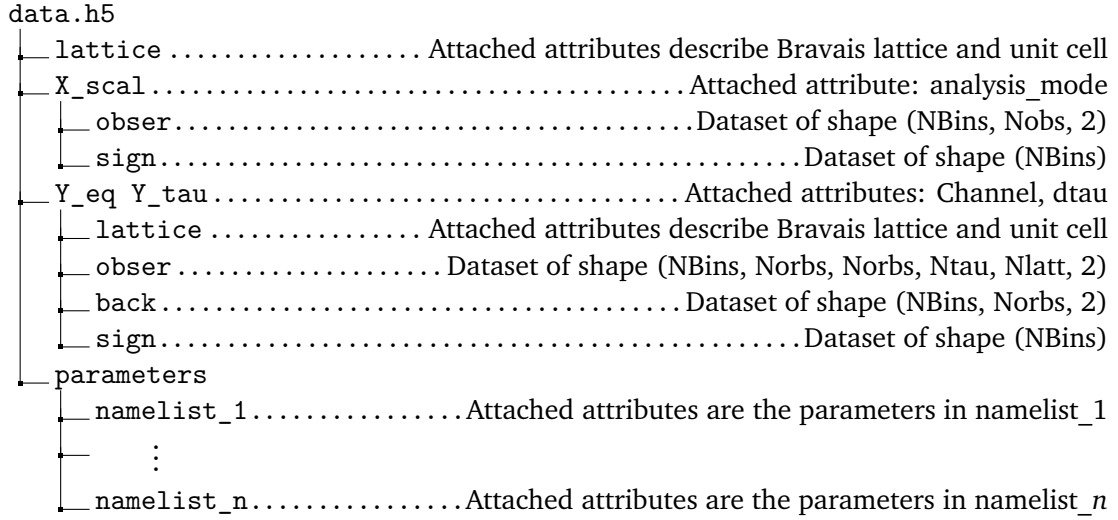 data.h5
lattice ................... Attached attributes describe Bravais lattice and unit cell
X_scal ........................................ Attached attribute: analysis_mode
obser ....................................... Dataset of shape (NBins, Nobs, 2)
sign ................................................ Dataset of shape (NBins)
Y_eq Y_tau ................................... Attached attributes: Channel, dtau
lattice ................ Attached attributes describe Bravais lattice and unit cell
obser .................... Dataset of shape (NBins, Norbs, Norbs, Ntau, Nlatt, 2)
back ....................................... Dataset of shape (NBins, Norbs, 2)
sign ................................................ Dataset of shape (NBins)
parameters
namelist_1 ................ Attached attributes are the parameters in namelist_1
⋮
namelist_n ................ Attached attributes are the parameters in namelist_n